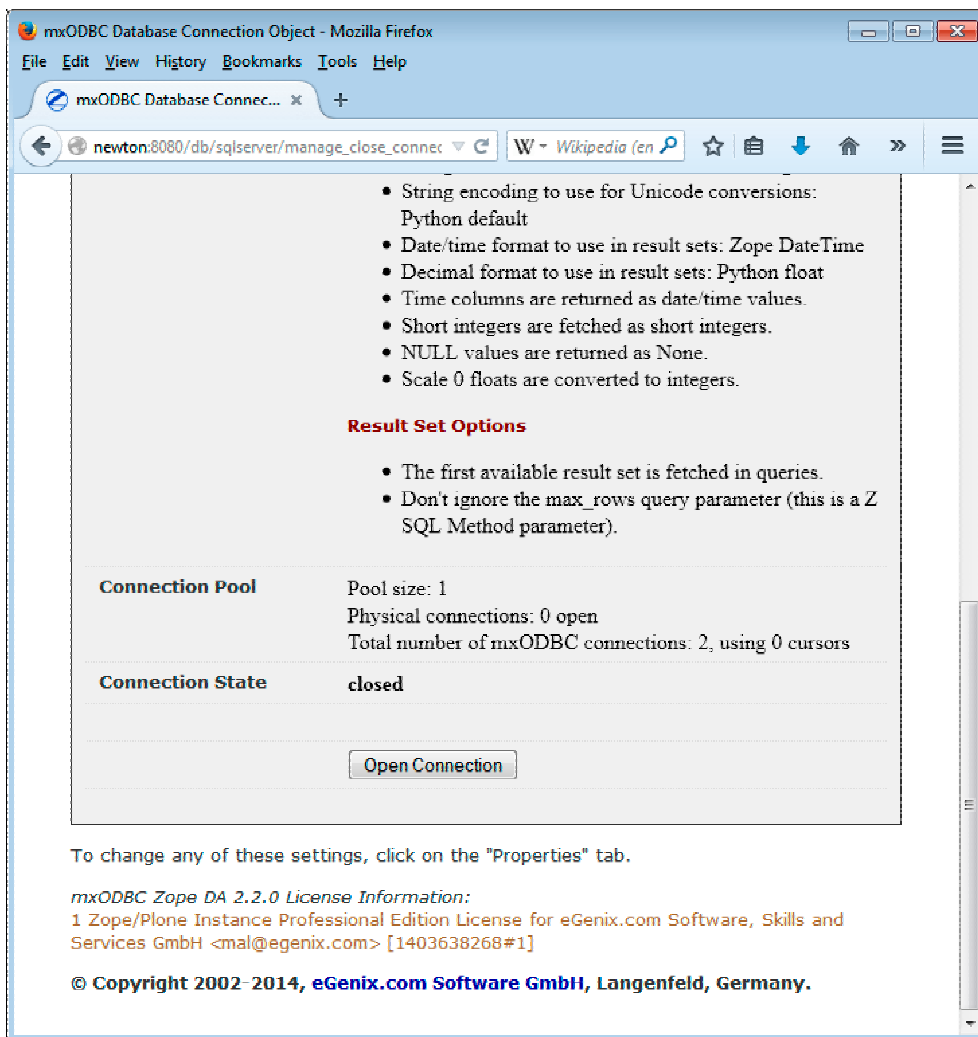 mxODBC Database Connection Object - Mozilla Firefox
File Edit View History Bookmarks Tools Help
mxODBC Database Connec... × +
newton:8080/db/sqlserver/manage_close_connec W Wikipedia (en
• String encoding to use for Unicode conversions:
Python default
• Date/time format to use in result sets: Zope DateTime
• Decimal format to use in result sets: Python float
• Time columns are returned as date/time values.
• Short integers are fetched as short integers.
• NULL values are returned as None.
• Scale 0 floats are converted to integers.
Result Set Options
• The first available result set is fetched in queries.
• Don't ignore the max_rows query parameter (this is a Z
SQL Method parameter).
Connection Pool Pool size: 1
Physical connections: 0 open
Total number of mxODBC connections: 2, using 0 cursors
Connection State closed
Open Connection
To change any of these settings, click on the "Properties" tab.
mxODBC Zope DA 2.2.0 License Information:
1 Zope/Plone Instance Professional Edition License for eGenix.com Software, Skills and
Services GmbH <mal@egenix.com> [1403638268#1]
© Copyright 2002-2014, eGenix.com Software GmbH, Langenfeld, Germany.